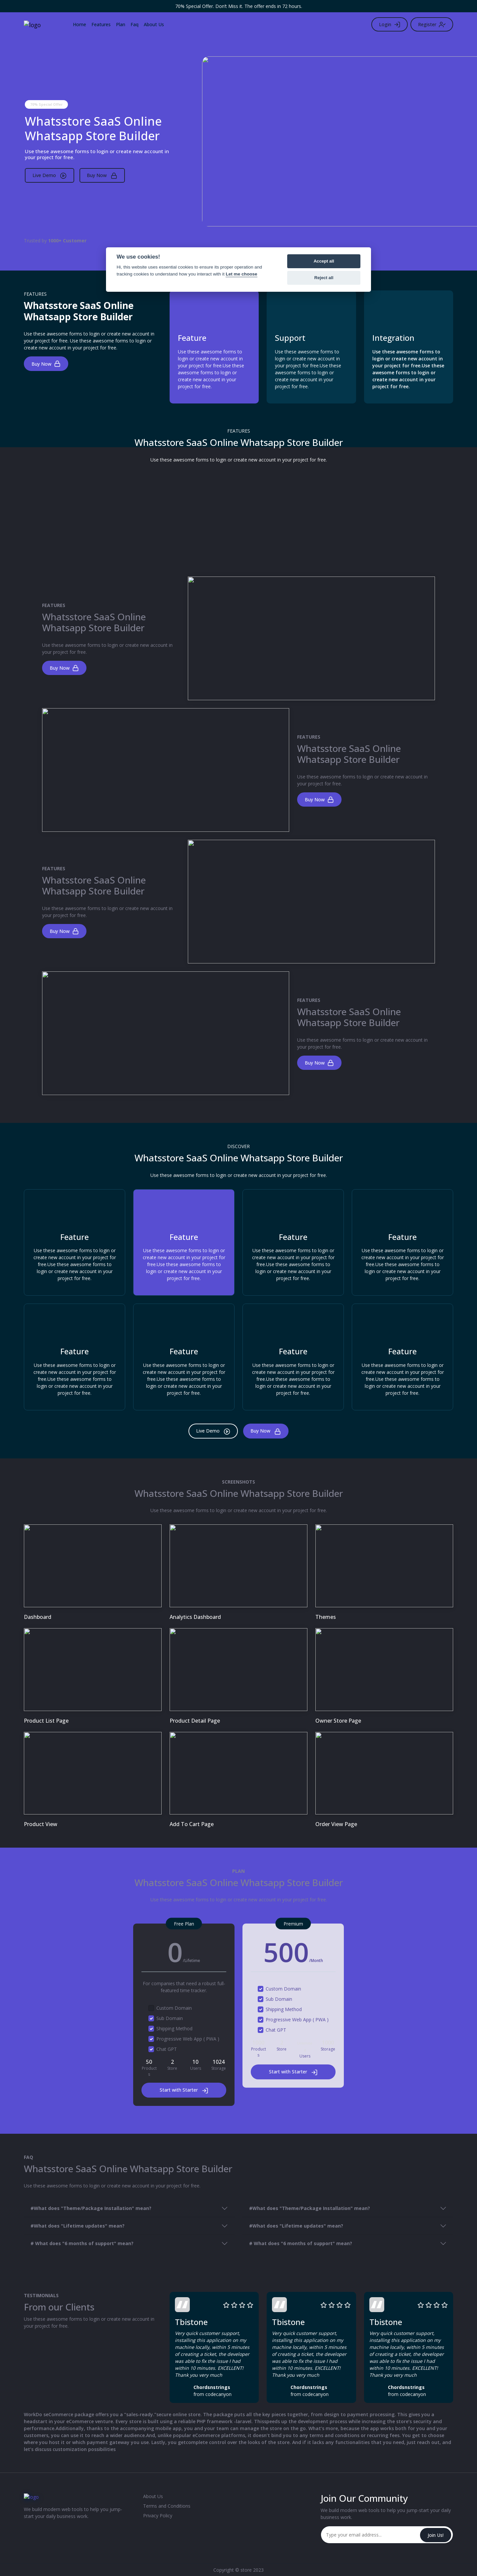 70% Special Offer. Don't Miss it. The offer ends in 72 hours.
logo
Home Features Plan Faq About Us
Login Register
70% Special Offer
Whatsstore SaaS Online
Whatsapp Store Builder
Use these awesome forms to login or create new account in
your project for free.
Live Demo Buy Now
Trusted by 1000+ Customer
We use cookies!
Hi, this website uses essential cookies to ensure its proper operation and
tracking cookies to understand how you interact with it Let me choose
Accept all
Reject all
FEATURES
Whatsstore SaaS Online
Whatsapp Store Builder
Use these awesome forms to login or create new account in
your project for free. Use these awesome forms to login or
create new account in your project for free.
Buy Now
Feature
Use these awesome forms to
login or create new account in
your project for free.Use these
awesome forms to login or
create new account in your
project for free.
Support
Use these awesome forms to
login or create new account in
your project for free.Use these
awesome forms to login or
create new account in your
project for free.
Integration
Use these awesome forms to
login or create new account in
your project for free.Use these
awesome forms to login or
create new account in your
project for free.
FEATURES
Whatsstore SaaS Online Whatsapp Store Builder
Use these awesome forms to login or create new account in your project for free.
FEATURES
Whatsstore SaaS Online
Whatsapp Store Builder
Use these awesome forms to login or create new account in
your project for free.
Buy Now
FEATURES
Whatsstore SaaS Online
Whatsapp Store Builder
Use these awesome forms to login or create new account in
your project for free
Buy Now
FEATURES
Whatsstore SaaS Online
Whatsapp Store Builder
Use these awesome forms to login or create new account in
your project for free.
Buy Now
FEATURES
Whatsstore SaaS Online
Whatsapp Store Builder
Use these awesome forms to login or create new account in
your project for free.
Buy Now
DISCOVER
Whatsstore SaaS Online Whatsapp Store Builder
Use these awesome forms to login or create new account in your project for free.
Feature
Use these awesome forms to login or
create new account in your project for
free.Use these awesome forms to
login or create new account in your
project for free.
Feature
Use these awesome forms to login or
create new account in your project for
free.Use these awesome forms to
login or create new account in your
project for free.
Feature
Use these awesome forms to login or
create new account in your project for
free.Use these awesome forms to
login or create new account in your
project for free.
Feature
Use these awesome forms to login or
create new account in your project for
free.Use these awesome forms to
login or create new account in your
project for free.
Feature
Use these awesome forms to login or
create new account in your project for
free.Use these awesome forms to
login or create new account in your
project for free.
Feature
Use these awesome forms to login or
create new account in your project for
free.Use these awesome forms to
login or create new account in your
project for free.
Feature
Use these awesome forms to login or
create new account in your project for
free.Use these awesome forms to
login or create new account in your
project for free.
Feature
Use these awesome forms to login or
create new account in your project for
free.Use these awesome forms to
login or create new account in your
project for free.
Live Demo Buy Now
SCREENSHOTS
Whatsstore SaaS Online Whatsapp Store Builder
Use these awesome forms to login or create new account in your project for free.
Dashboard
Analytics Dashboard
Themes
Product List Page
Product Detail Page
Owner Store Page
Product View
Add To Cart Page
Order View Page
PLAN
Whatsstore SaaS Online Whatsapp Store Builder
Use these awesome forms to login or create new account in your project for free.
Free Plan
0 /Lifetime
For companies that need a robust full
featured time tracker.
Custom Domain
Sub Domain
Shipping Method
Progressive Web App ( PWA )
Chat GPT
50 2 10 1024
Product Store Users Storage
s
Start with Starter
Premium
500 /Month
Custom Domain
Sub Domain
Shipping Method
Progressive Web App ( PWA )
Chat GPT
Product Store Storage
s Users
Start with Starter
FAQ
Whatsstore SaaS Online Whatsapp Store Builder
Use these awesome forms to login or create new account in your project for free.
#What does "Theme/Package Installation" mean?
#What does "Theme/Package Installation" mean?
#What does "Lifetime updates" mean?
#What does "Lifetime updates" mean?
# What does "6 months of support" mean?
# What does "6 months of support" mean?
TESTIMONIALS
From our Clients
Use these awesome forms to login or create new account in
your project for free.
Tbistone
Very quick customer support,
installing this application on my
machine locally, within 5 minutes
of creating a ticket, the developer
was able to fix the issue I had
within 10 minutes. EXCELLENT!
Thank you very much
Chordsnstrings
from codecanyon
Tbistone
Very quick customer support,
installing this application on my
machine locally, within 5 minutes
of creating a ticket, the developer
was able to fix the issue I had
within 10 minutes. EXCELLENT!
Thank you very much
Chordsnstrings
from codecanyon
Tbistone
Very quick customer support,
installing this application on my
machine locally, within 5 minutes
of creating a ticket, the developer
was able to fix the issue I had
within 10 minutes. EXCELLENT!
Thank you very much
Chordsnstrings
from codecanyon
WorkDo seCommerce package offers you a "sales-ready "secure online store. The package puts all the key pieces together, from design to payment processing. This gives you a
headstart in your eCommerce venture. Every store is built using a reliable PHP framework -laravel. Thisspeeds up the development process while increasing the store's security and
performance.Additionally, thanks to the accompanying mobile app, you and your team can manage the store on the go. What's more, because the app works both for you and your
customers, you can use it to reach a wider audience.And, unlike popular eCommerce platforms, it doesn't bind you to any terms and conditions or recurring fees. You get to choose
where you host it or which payment gateway you use. Lastly, you getcomplete control over the looks of the store. And if it lacks any functionalities that you need, just reach out, and
let's discuss customization possibilities
logo
We build modern web tools to help you jump-
start your daily business work.
About Us
Terms and Conditions
Privacy Policy
Join Our Community
We build modern web tools to help you jump-start your daily
business work.
Type your email address... Join Us!
Copyright © store 2023